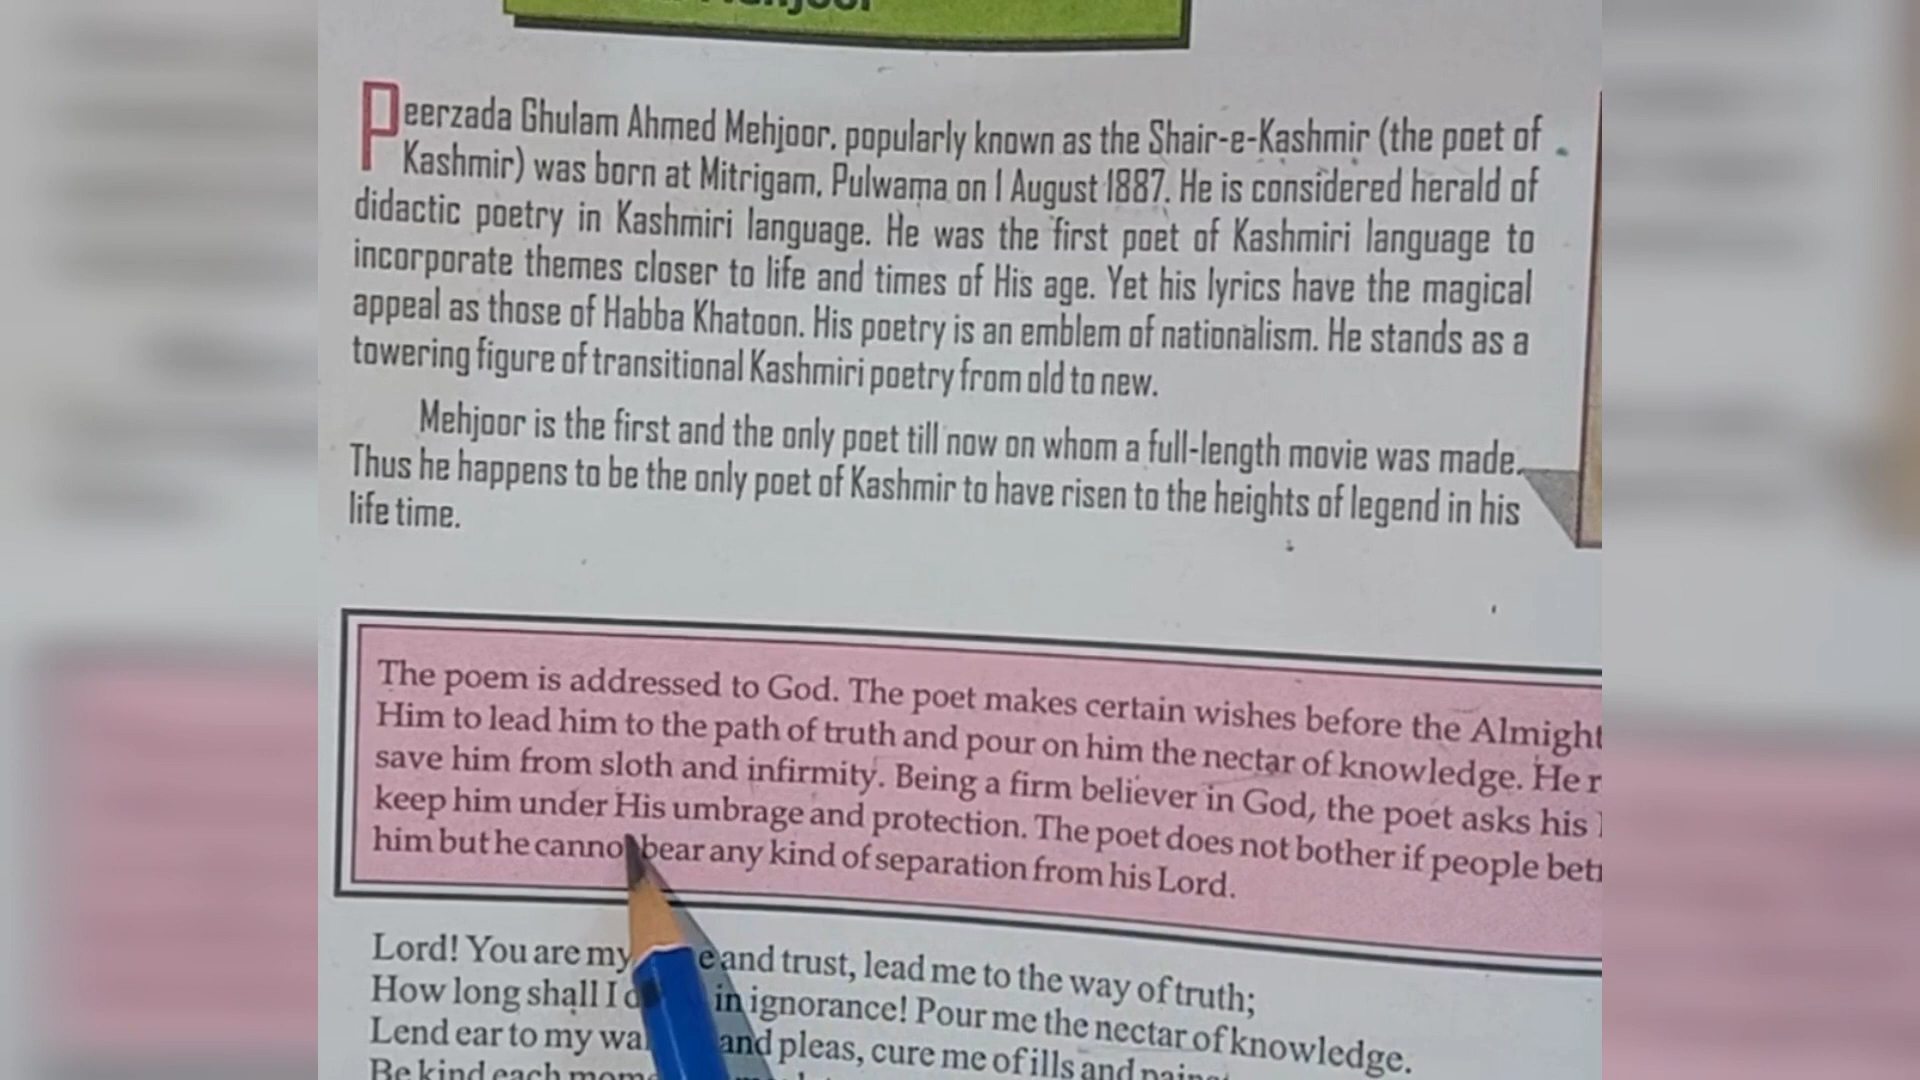 Peerzada Ghulam Ahmed Mehjoor, popularly known as the Shair-e-Kashmir (the poet of
Kashmir) was born at Mitrigam, Pulwama on 1 August 1887. He is considered herald of
didactic poetry in Kashmiri language. He was the first poet of Kashmiri language to
incorporate themes closer to life and times of His age. Yet his lyrics have the magical
appeal as those of Habba Khatoon. His poetry is an emblem of nationalism. He stands as a
towering figure of transitional Kashmiri poetry from old to new.
Mehjoor is the first and the only poet till now on whom a full-length movie was made.
Thus he happens to be the only poet of Kashmir to have risen to the heights of legend in his
life time.
The poem is addressed to God. The poet makes certain wishes before the
Him to lead him to the path of truth and pour on him the nectar of knowledge. He
save him from sloth and infirmity. Being a firm believer in God, the poet asks his
keep him under His umbrage and protection. The poet does not bother if people
him but he cannot bear any kind of separation from his Lord.
Lord! You are my and trust, lead me to the way of truth;
How long shall I in ignorance! Pour me the nectar of knowledge.
Lend ear to my and pleas, cure me of ills and
Be kind each